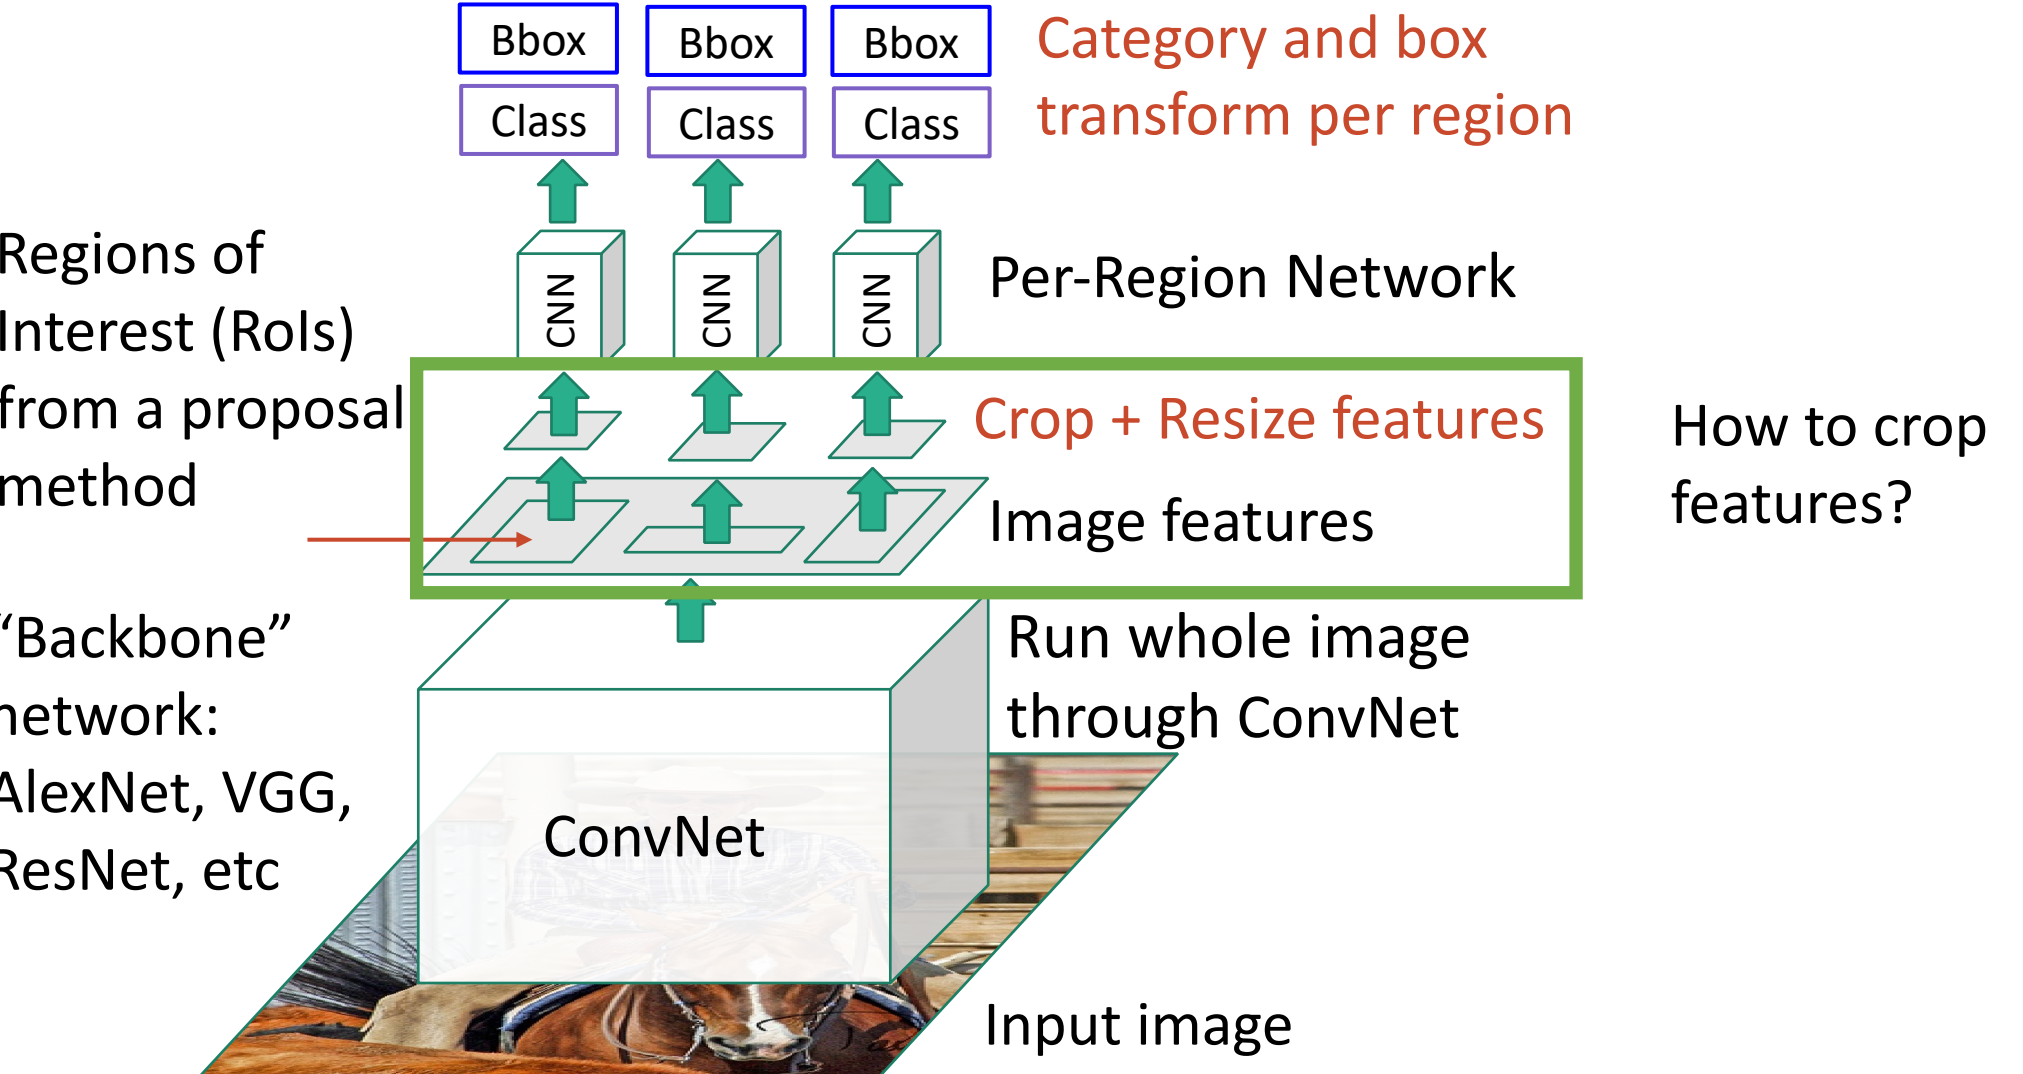 Bbox
Bbox
Bbox
Class
Class
Class
Category and box
transform per region
Regions of
Interest (RoIs)
from a proposal
method
CNN
CNN
CNN
Per-Region Network
Crop + Resize features
Image features
How to crop
features?
“Backbone”
network:
AlexNet, VGG,
ResNet, etc
Run whole image
through ConvNet
ConvNet
Input image